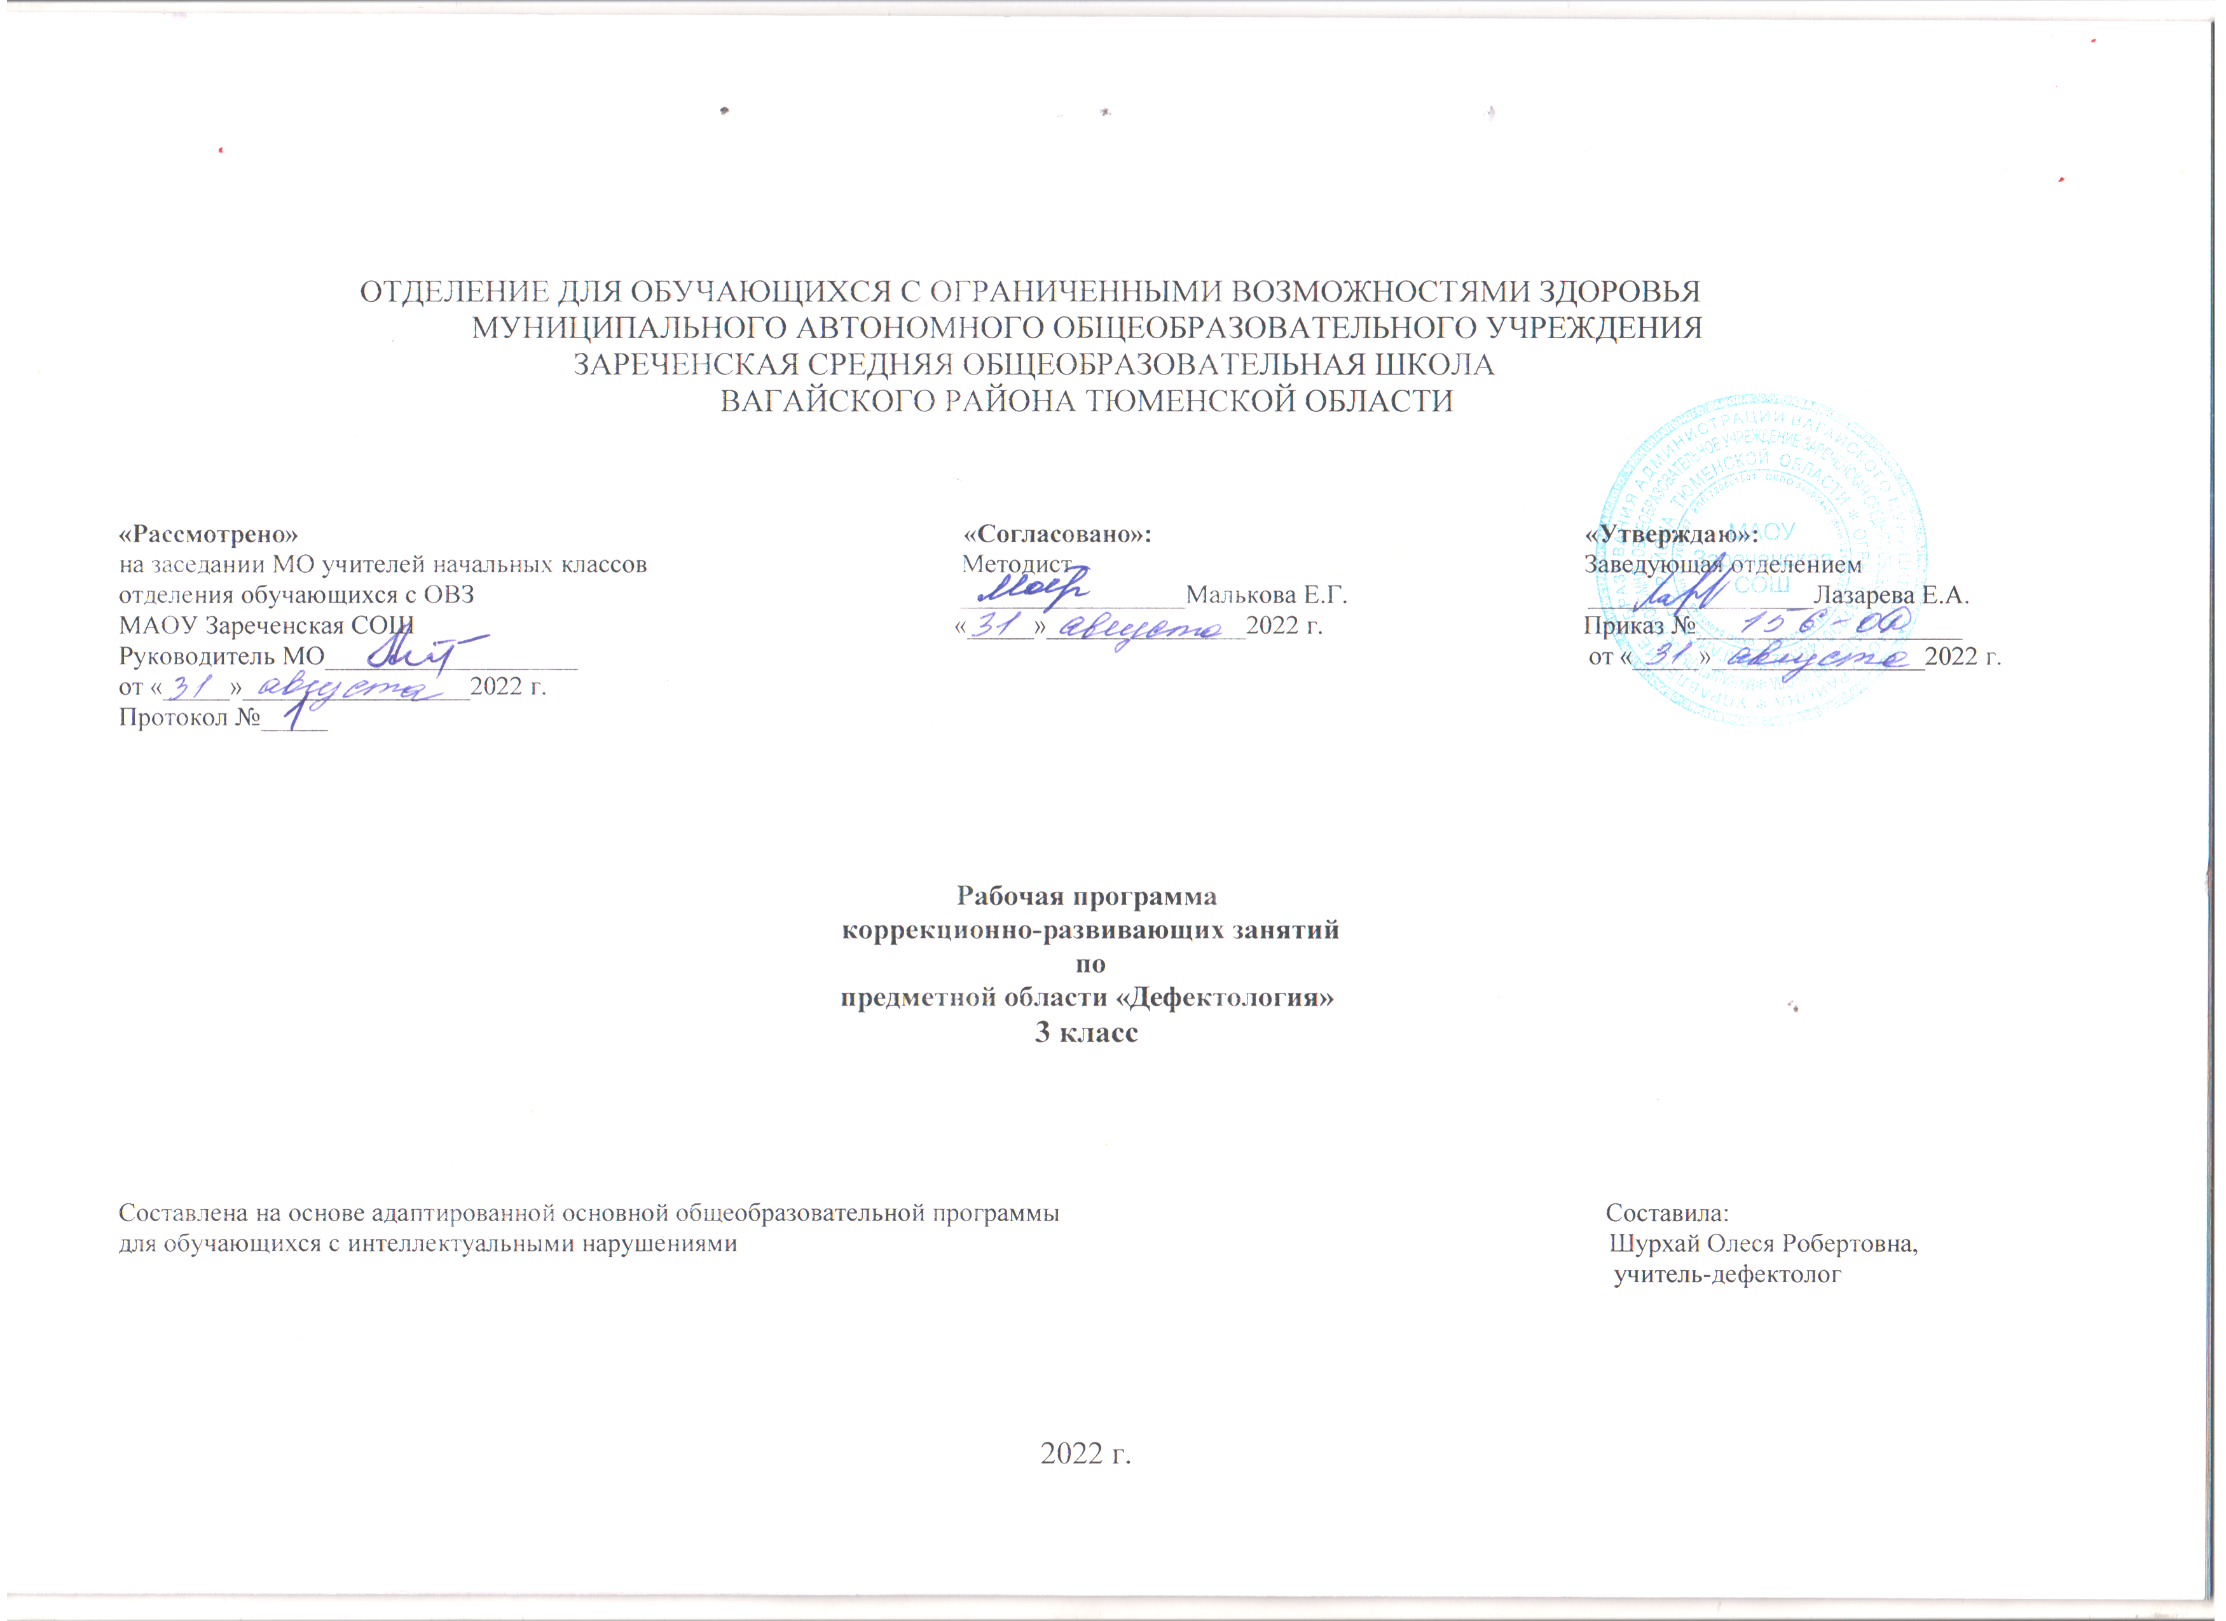 ОТДЕЛЕНИЕ ДЛЯ ОБУЧАЮЩИХСЯ С ОГРАНИЧЕННЫМИ ВОЗМОЖНОСТЯМИ ЗДОРОВЬЯ
МУНИЦИПАЛЬНОГО АВТОНОМНОГО ОБЩЕОБРАЗОВАТЕЛЬНОГО УЧРЕЖДЕНИЯ
ЗАРЕЧЕНСКАЯ СРЕДНЯЯ ОБЩЕОБРАЗОВАТЕЛЬНАЯ ШКОЛА
ВАГАЙСКОГО РАЙОНА ТЮМЕНСКОЙ ОБЛАСТИ
«Рассмотрено»
на заседании МО учителей начальных классов
отделения обучающихся с ОВЗ
МАОУ Зареченская СОШ
Руководитель МО
от «31» августа 2022 г.
Протокол № 1
«Согласовано»:
Методист
Малькова Е.Г.
«31» августа 2022 г.
«Утверждаю»:
Заведующая отделением
Лазарева Е.А.
Приказ № 156-ОД
от «31» августа 2022 г.
МАОУ
Зареченская
СОШ
Рабочая программа
коррекционно-развивающих занятий
по
предметной области «Дефектология»
3 класс
Составлена на основе адаптированной основной общеобразовательной программы
для обучающихся с интеллектуальными нарушениями
Составила:
Шурхай Олеся Робертовна,
учитель-дефектолог
2022 г.